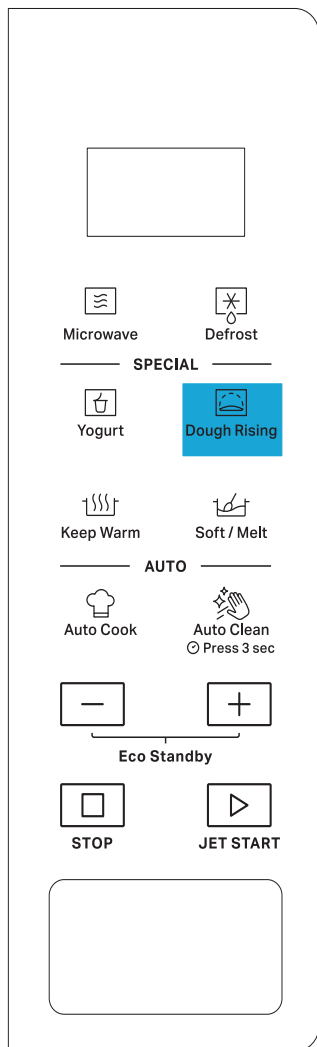 Microwave Defrost
SPECIAL
Yogurt Dough Rising
Keep Warm Soft / Melt
AUTO
Auto Cook Auto Clean
Press 3 sec
Eco Standby
STOP JET START